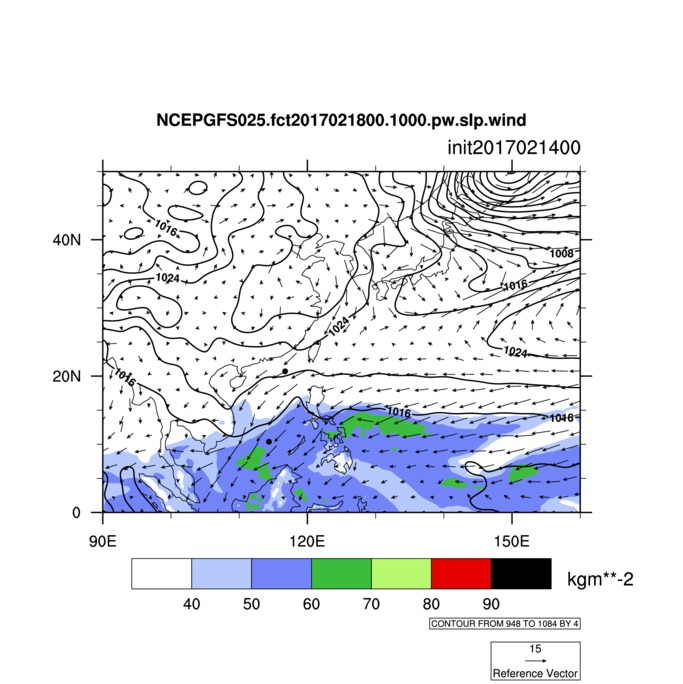 NCEPGFS025.fct2017021800.1000.pw.slp.wind
init2017021400
1016
40N
1008
1024
1016
1024
1024
1016
20N
1016
1016
0
90E 120E 150E
kgm**-2
40 50 60 70 80 90
CONTOUR FROM 948 TO 1084 BY 4
15
Reference Vector